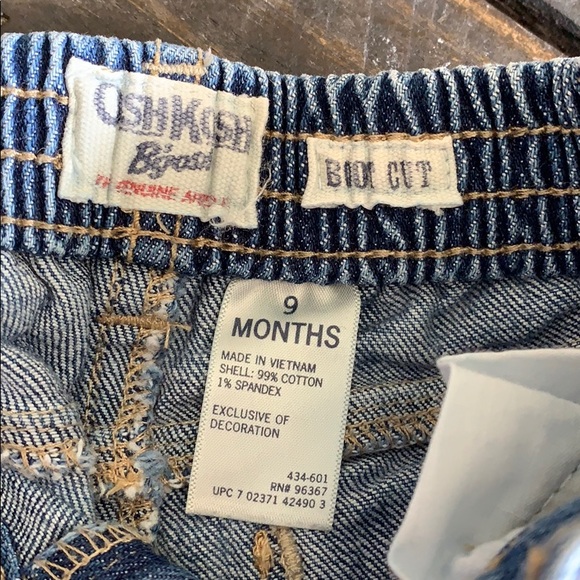 OSHKOSH
B'gosh
GENUINE
BOOT CUT
9
MONTHS
MADE IN VIETNAM
SHELL: 99% COTTON
1% SPANDEX
EXCLUSIVE OF
DECORATION
434-601
RN# 96367
UPC 7 02371 42490 3